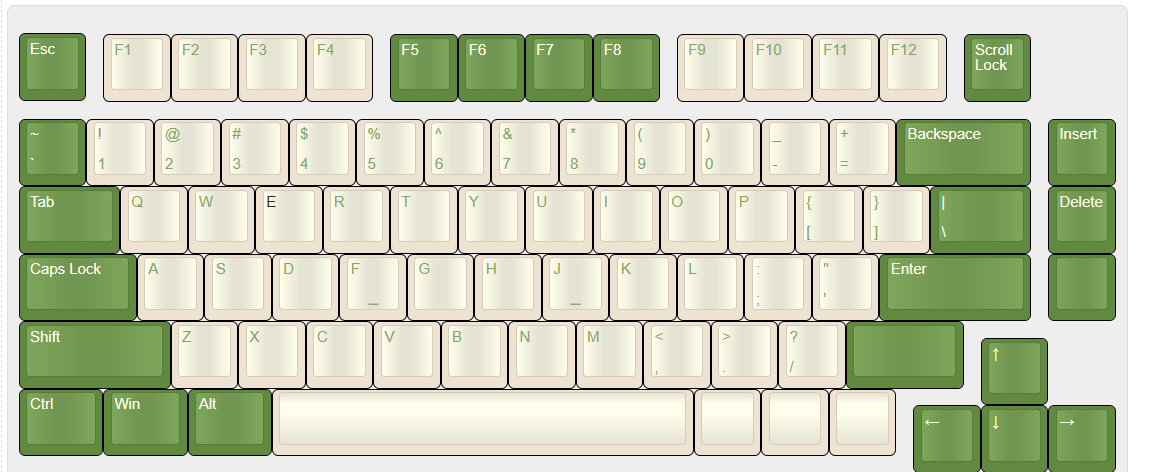 Esc F1 F2 F3 F4 F5 F6 F7 F8 F9 F10 F11 F12 Scroll
Lock
~ ! @ # $ % ^ & * ( ) _ + Backspace Insert
` 1 2 3 4 5 6 7 8 9 0 - =
Tab Q W E R T Y U I O P { } | Delete
[ ] \
Caps Lock A S D F G H J K L : " Enter
_ _ ; '
Shift Z X C V B N M < > ?
, . /
↑
Ctrl Win Alt
← ↓ →